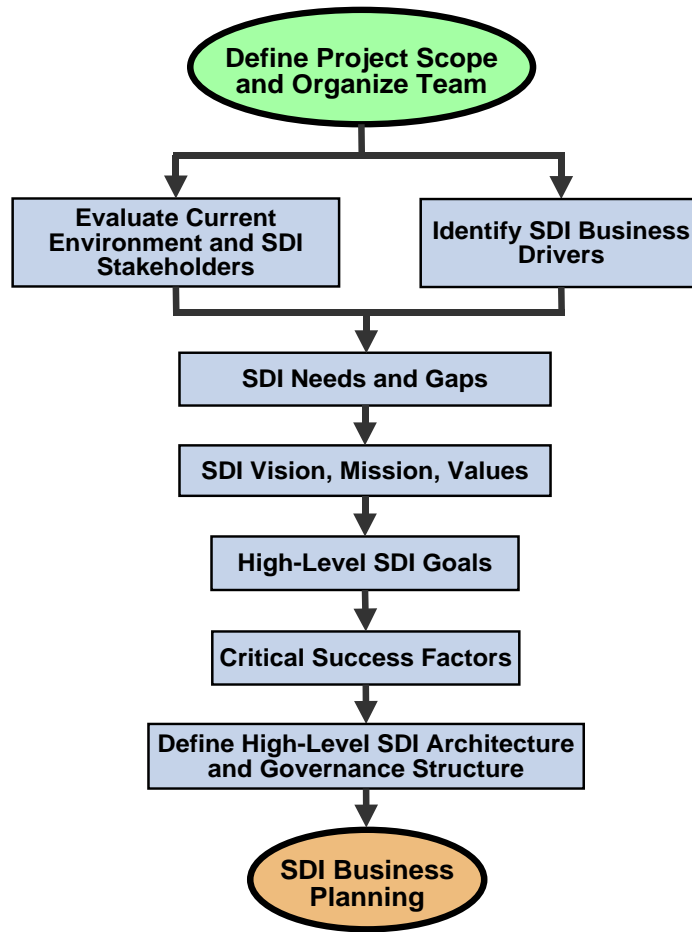 Define Project Scope
and Organize Team
Evaluate Current
Environment and SDI
Stakeholders
Identify SDI Business
Drivers
SDI Needs and Gaps
SDI Vision, Mission, Values
High-Level SDI Goals
Critical Success Factors
Define High-Level SDI Architecture
and Governance Structure
SDI Business
Planning